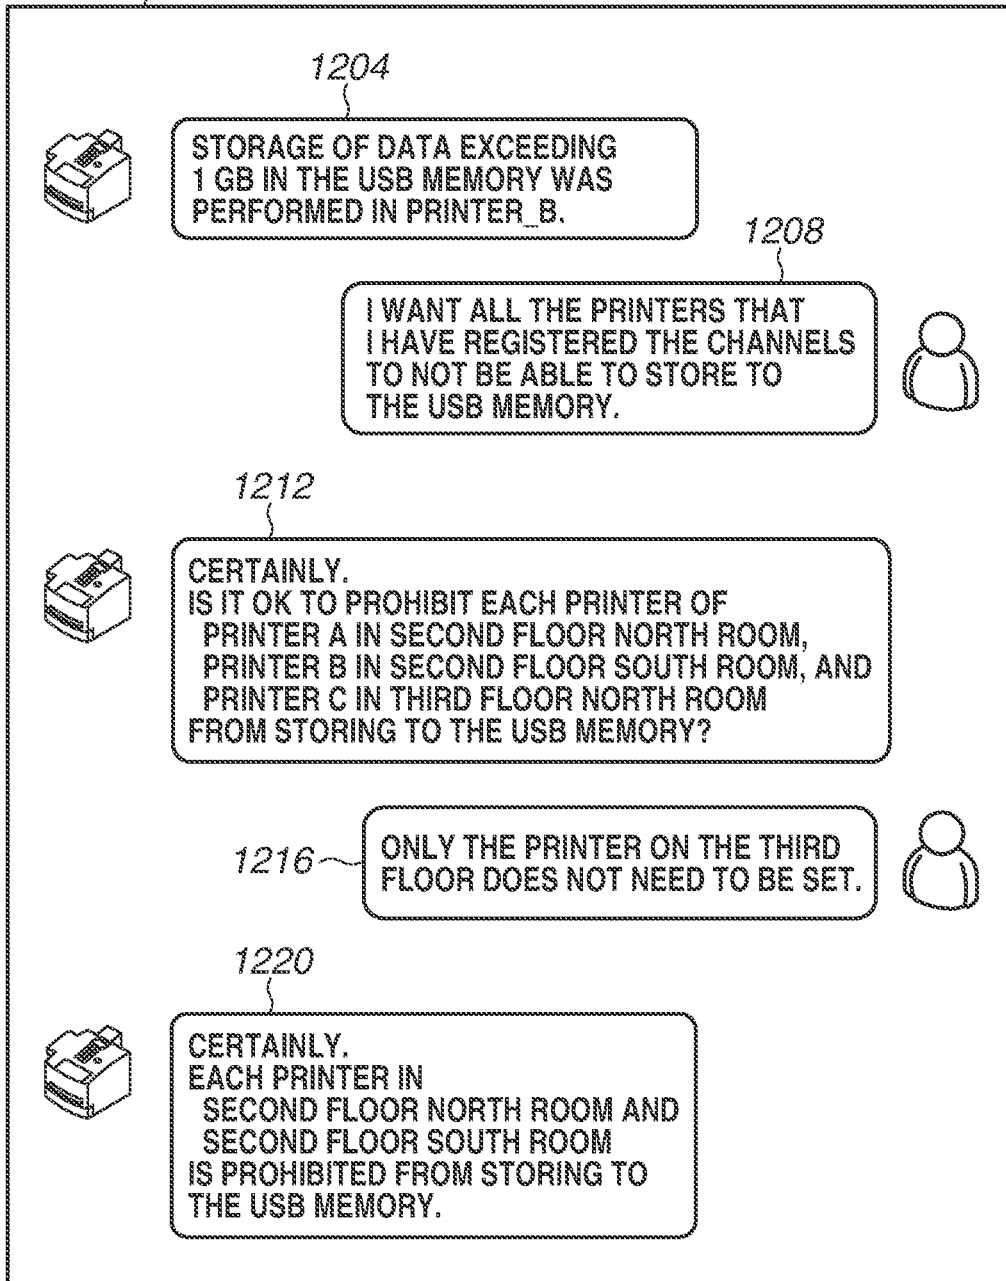 1204
STORAGE OF DATA EXCEEDING
1 GB IN THE USB MEMORY WAS
PERFORMED IN PRINTER_B.
1208
I WANT ALL THE PRINTERS THAT
I HAVE REGISTERED THE CHANNELS
TO NOT BE ABLE TO STORE TO
THE USB MEMORY.
1212
CERTAINLY.
IS IT OK TO PROHIBIT EACH PRINTER OF
PRINTER A IN SECOND FLOOR NORTH ROOM,
PRINTER B IN SECOND FLOOR SOUTH ROOM, AND
PRINTER C IN THIRD FLOOR NORTH ROOM
FROM STORING TO THE USB MEMORY?
1216
ONLY THE PRINTER ON THE THIRD
FLOOR DOES NOT NEED TO BE SET.
1220
CERTAINLY.
EACH PRINTER IN
SECOND FLOOR NORTH ROOM AND
SECOND FLOOR SOUTH ROOM
IS PROHIBITED FROM STORING TO
THE USB MEMORY.